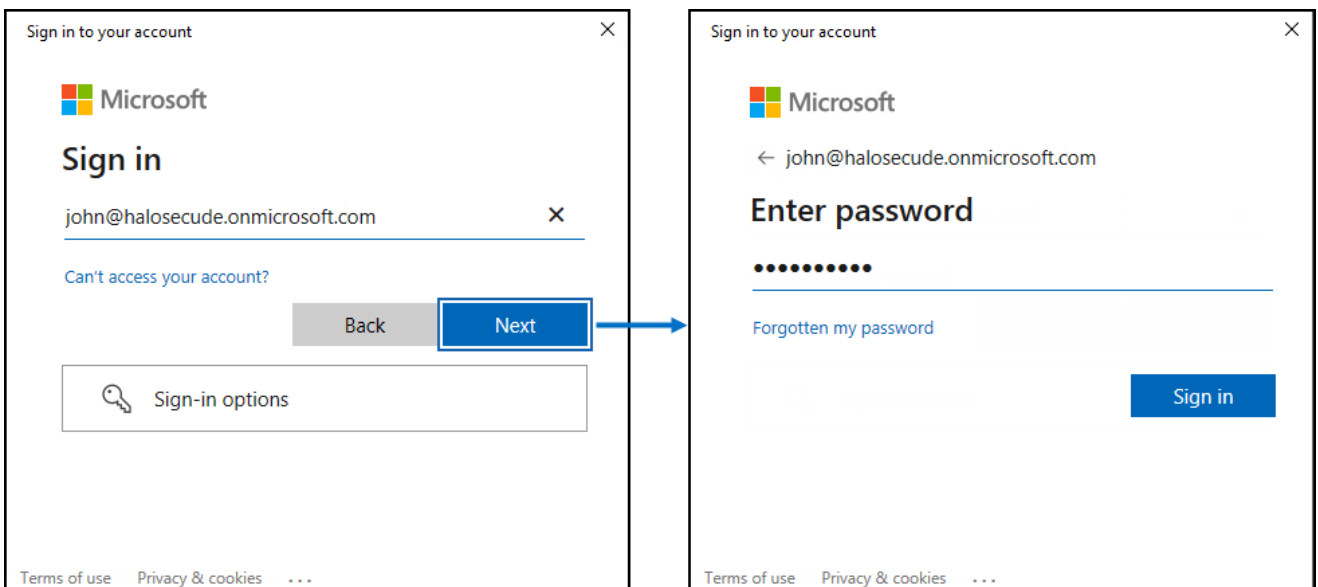 Sign in to your account
Microsoft
Sign in
john@halosecude.onmicrosoft.com
Can't access your account?
Back Next
Sign-in options
Terms of use Privacy & cookies ...
Sign in to your account
Microsoft
john@halosecude.onmicrosoft.com
Enter password
Forgotten my password
Sign in
Terms of use Privacy & cookies ...